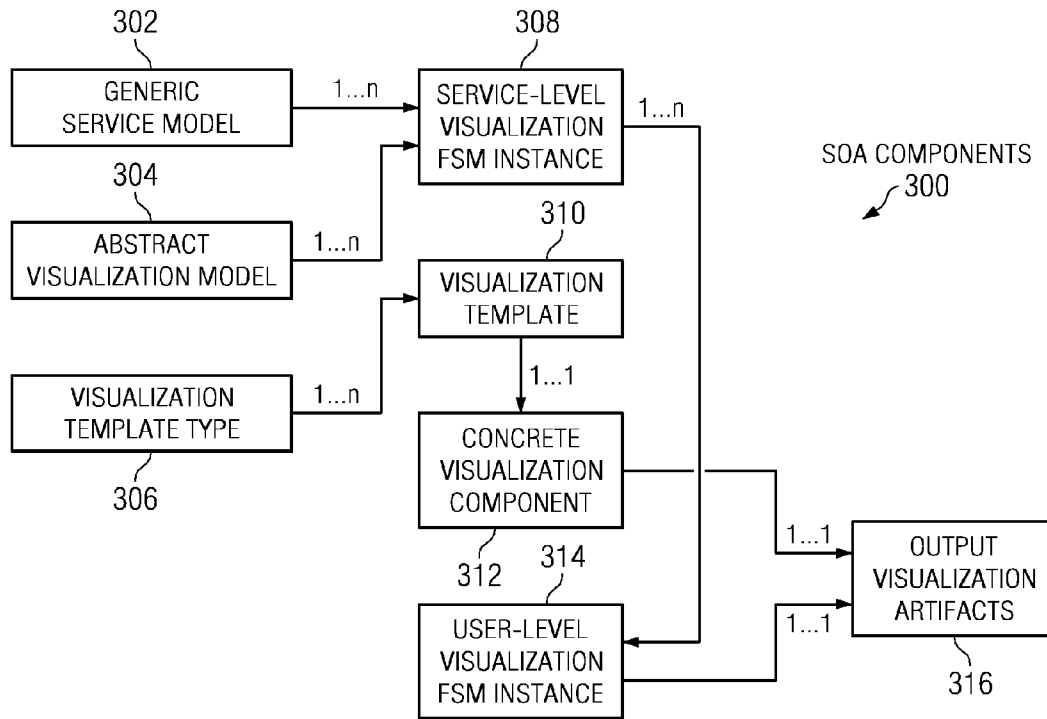 302
GENERIC
SERVICE MODEL
1...n
308
SERVICE-LEVEL
VISUALIZATION
FSM INSTANCE
1...n
SOA COMPONENTS
300
304
ABSTRACT
VISUALIZATION MODEL
1...n
310
VISUALIZATION
TEMPLATE
1...1
VISUALIZATION
TEMPLATE TYPE
1...n
306
CONCRETE
VISUALIZATION
COMPONENT
312
1...1
314
USER-LEVEL
VISUALIZATION
FSM INSTANCE
1...1
OUTPUT
VISUALIZATION
ARTIFACTS
316